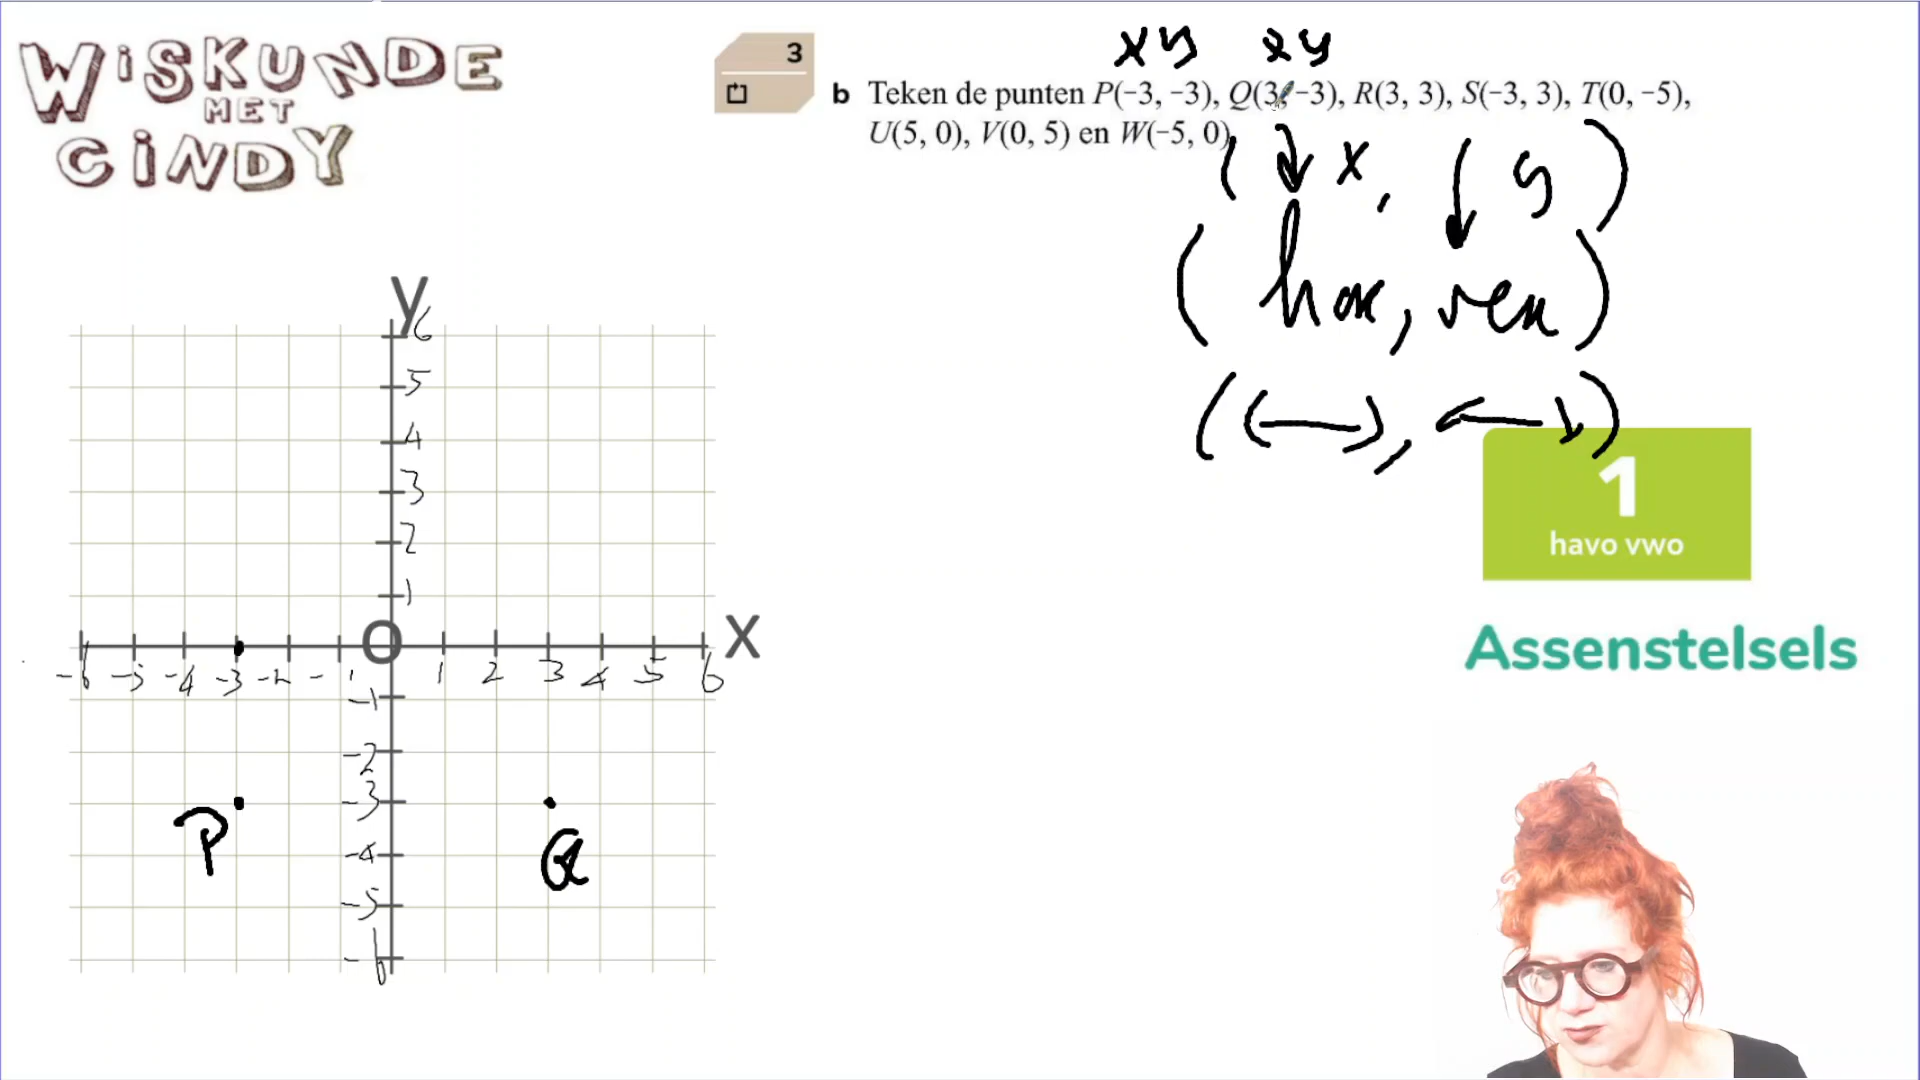 WiSKUNDE
MET
CiNDY
3
x y x y
b Teken de punten P(−3, −3), Q(3, −3), R(3, 3), S(−3, 3), T(0, −5),
U(5, 0), V(0, 5) en W(−5, 0)
( x, y )
( hor, ver )
1
havo vwo
Assenstelsels
y
6
5
4
3
2
1
O
x
-6 -5 -4 -3 -2 -1 1 2 3 4 5 6
-1
-2
-3
P
Q
-4
-5
-6